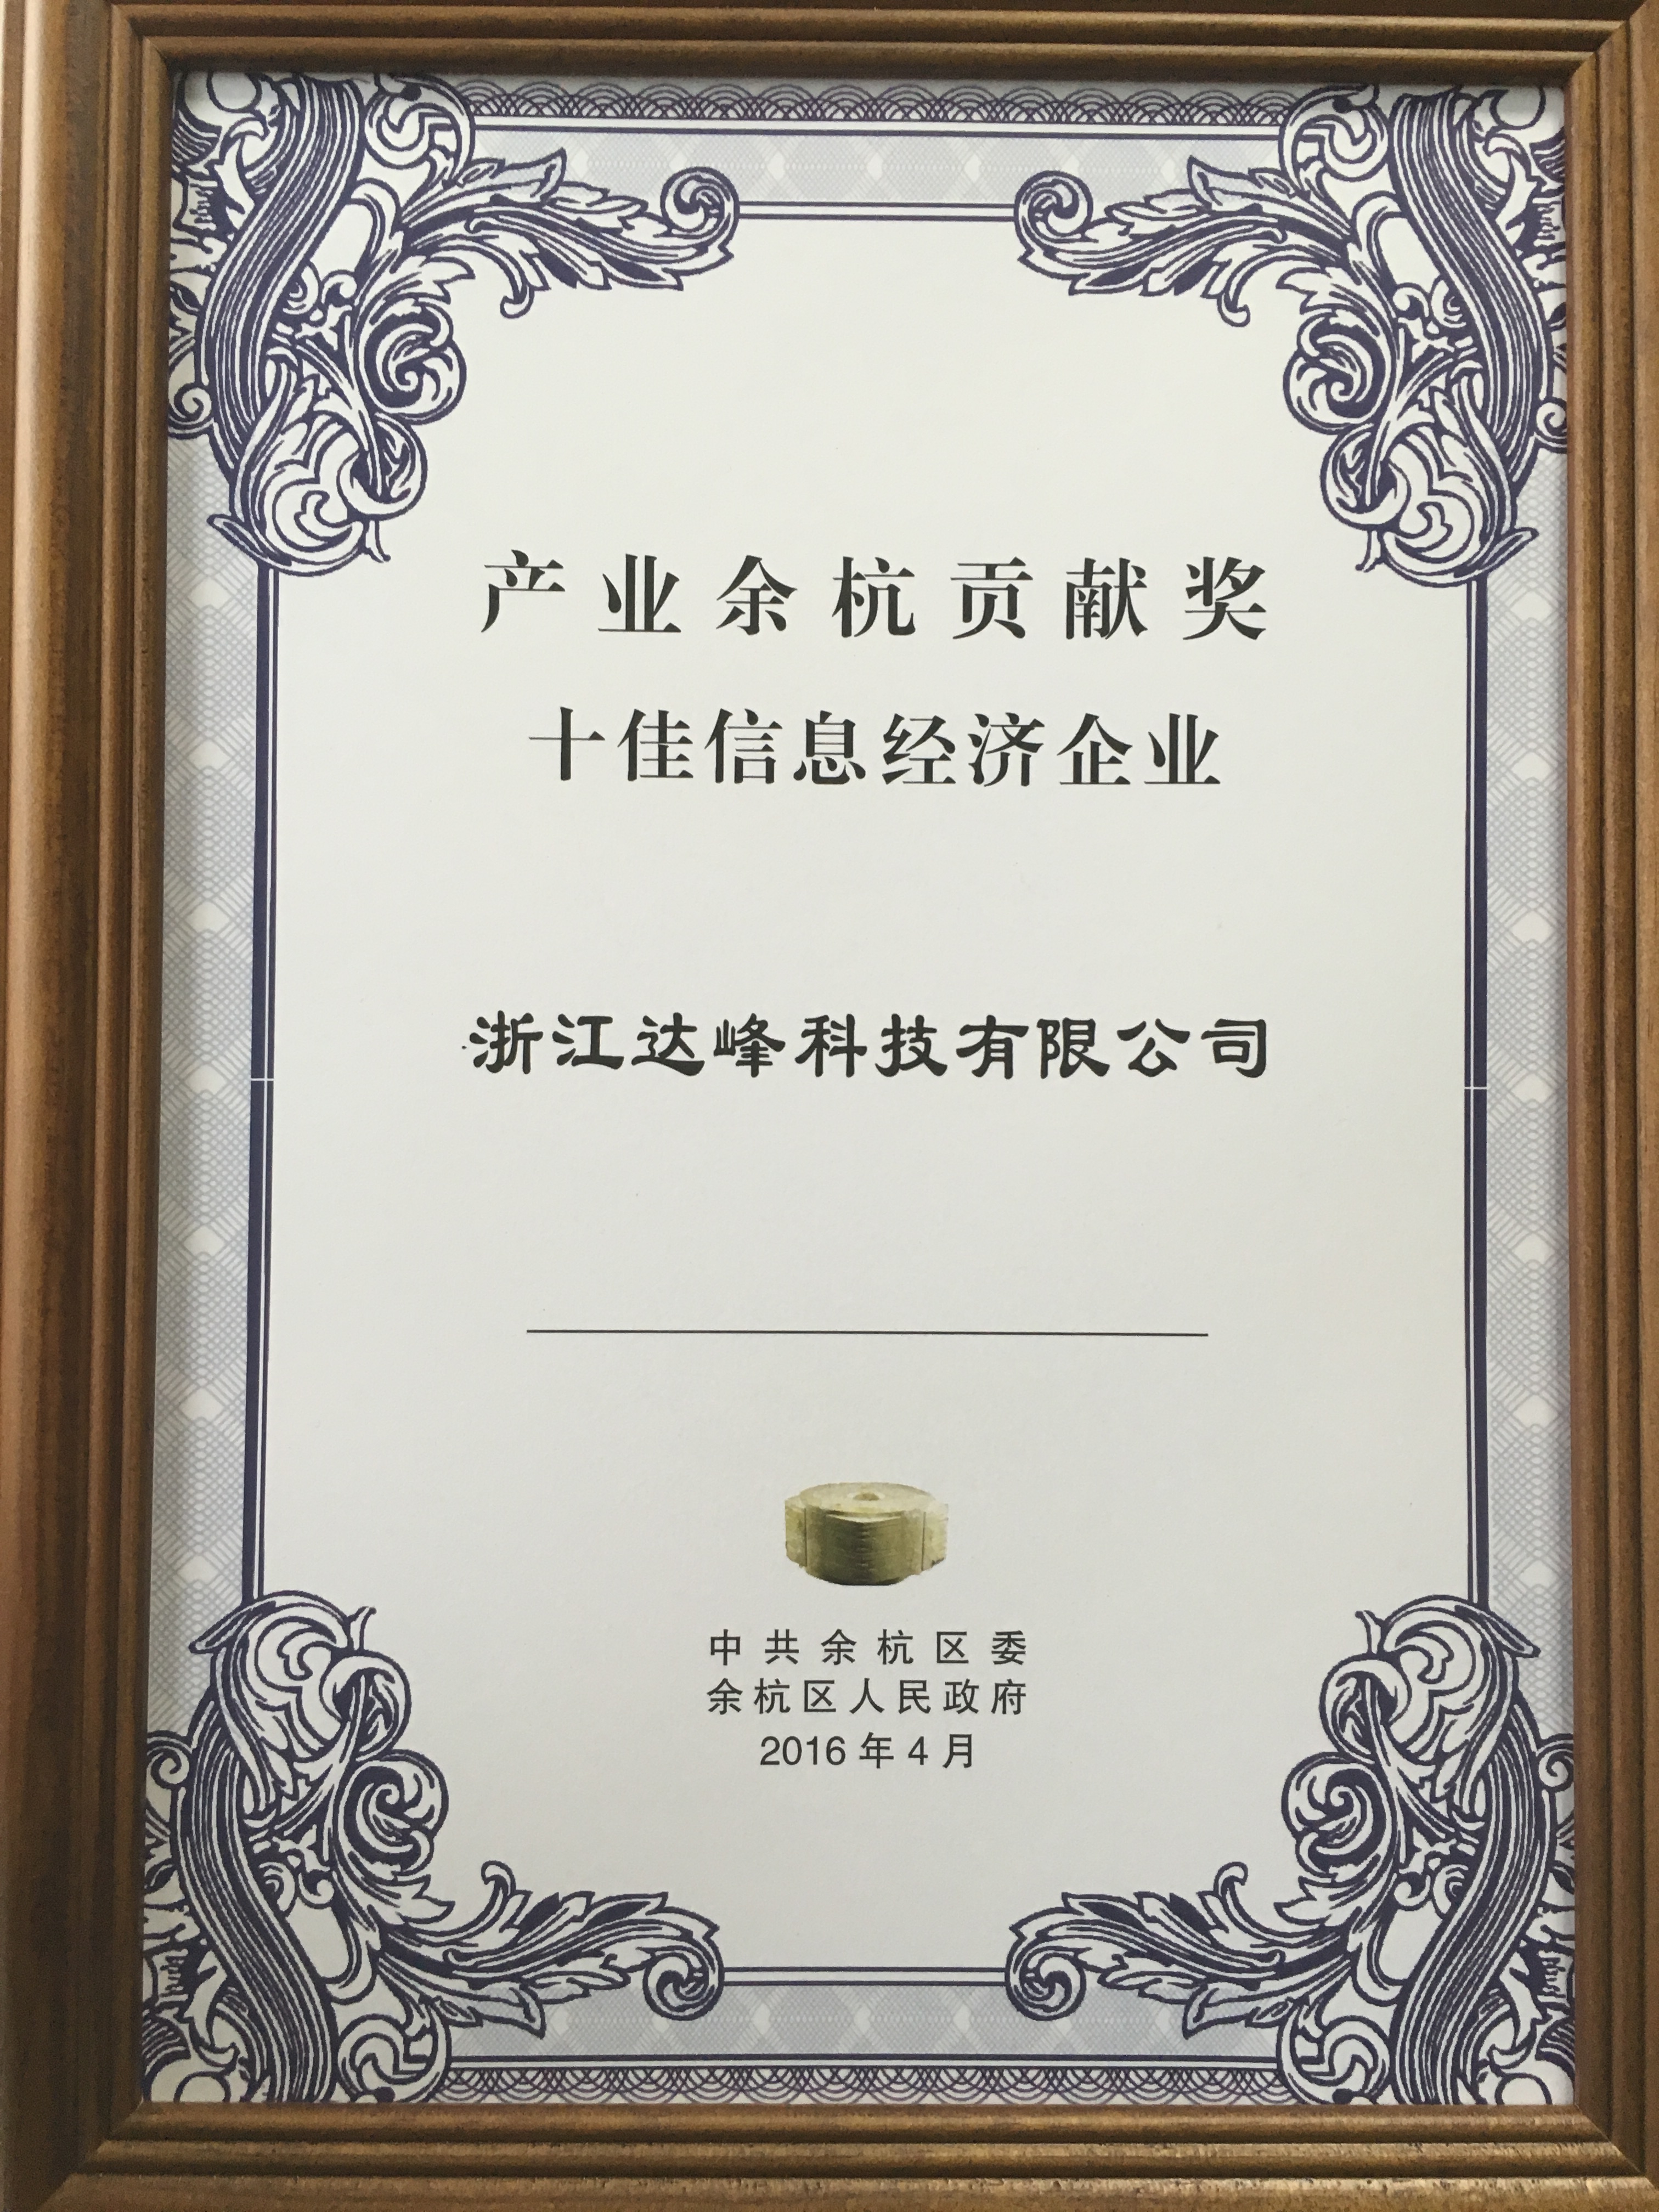 产业余杭贡献奖
十佳信息经济企业
浙江达峰科技有限公司
中共余杭区委
余杭区人民政府
2016年4月